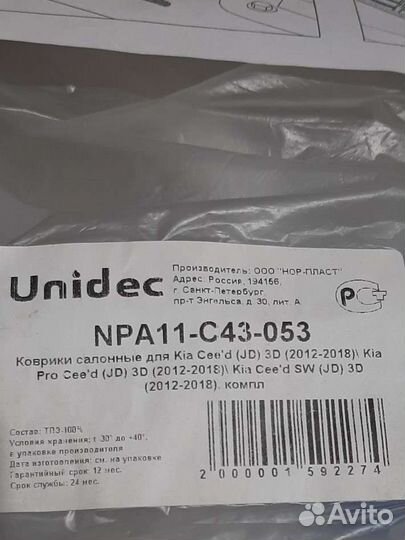 Unidec
Производитель: ООО "НОР-ПЛАСТ"
Адрес: Россия, 194156,
г. Санкт-Петербург,
пр-т Энгельса, д. 30, лит. А
РС
NPA11-C43-053
Коврики салонные для Kia Cee'd (JD) 3D (2012-2018)\ Kia
Pro Cee'd (JD) 3D (2012-2018)\ Kia Cee'd SW (JD) 3D
(2012-2018). компл
Состав: ТПЭ-100%
Условия хранения: t -30° до +40°,
в упаковке производителя
Дата изготовления: см. на упаковке
Гарантийный срок: 12 мес.
Срок службы: 24 мес.
2 000001 592274
Avito